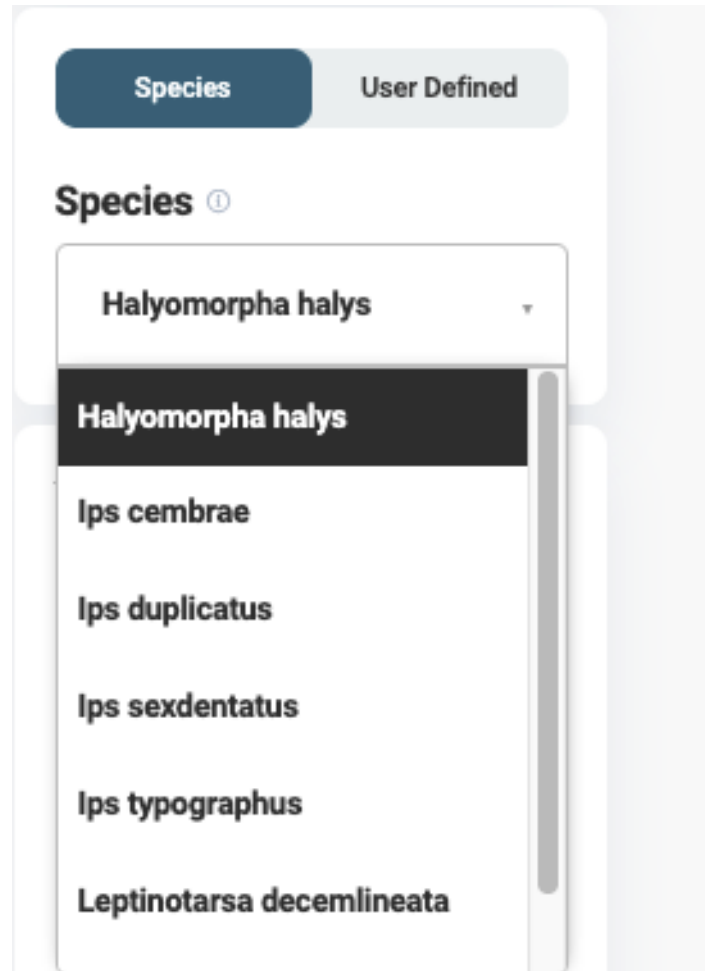 Species
User Defined
Species
Halyomorpha halys
Halyomorpha halys
Ips cembrae
Ips duplicatus
Ips sexdentatus
Ips typographus
Leptinotarsa decemlineata